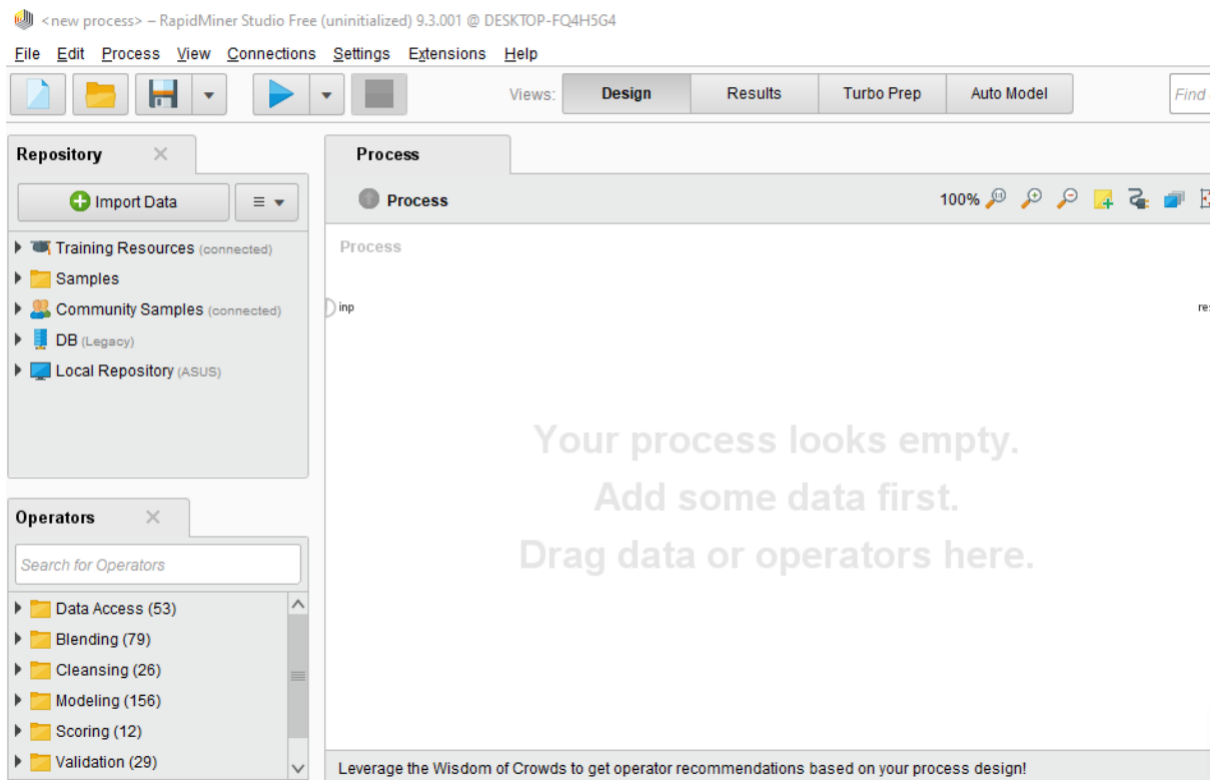 <new process> – RapidMiner Studio Free (uninitialized) 9.3.001 @ DESKTOP-FQ4H5G4
File Edit Process View Connections Settings Extensions Help
Views: Design Results Turbo Prep Auto Model Find
Repository
Import Data
Training Resources (connected)
Samples
Community Samples (connected)
DB (Legacy)
Local Repository (ASUS)
Operators
Search for Operators
Data Access (53)
Blending (79)
Cleansing (26)
Modeling (156)
Scoring (12)
Validation (29)
Process
Process 100%
Process
inp
Your process looks empty.
Add some data first.
Drag data or operators here.
Leverage the Wisdom of Crowds to get operator recommendations based on your process design!